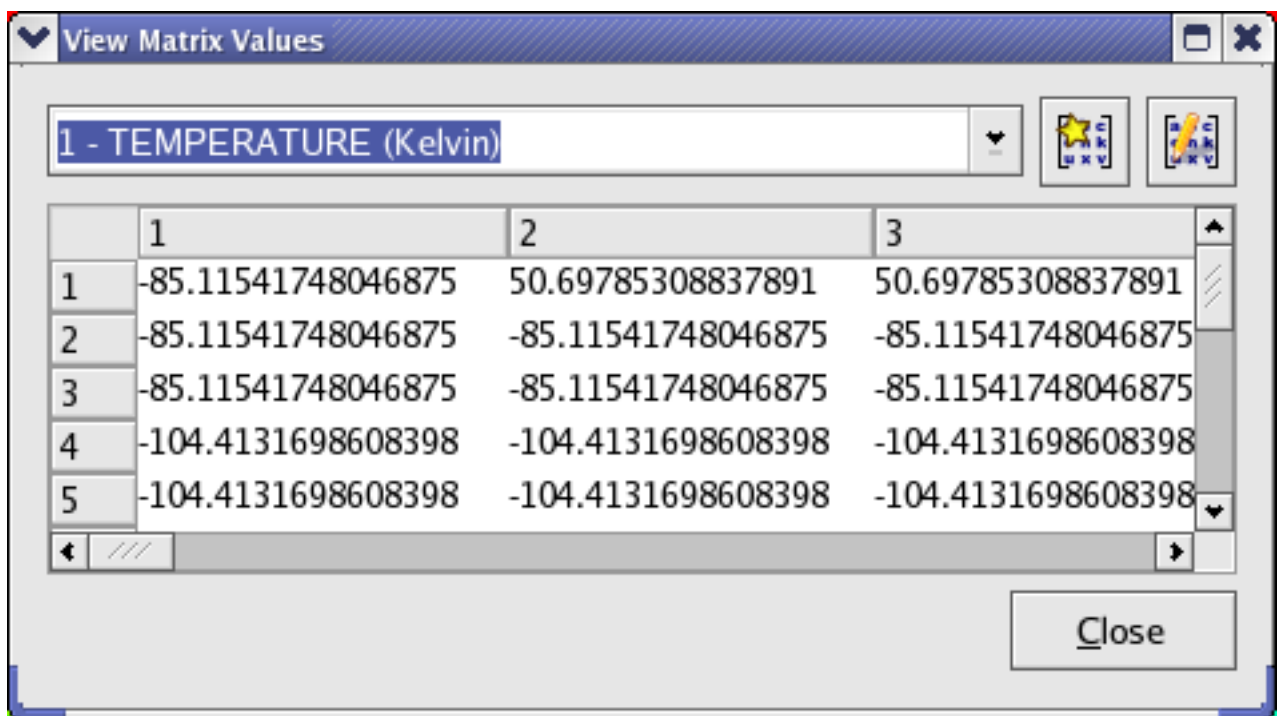 View Matrix Values
1 - TEMPERATURE (Kelvin)
1 2 3
1 -85.11541748046875 50.69785308837891 50.69785308837891
2 -85.11541748046875 -85.11541748046875 -85.11541748046875
3 -85.11541748046875 -85.11541748046875 -85.11541748046875
4 -104.4131698608398 -104.4131698608398 -104.4131698608398
5 -104.4131698608398 -104.4131698608398 -104.4131698608398
Close